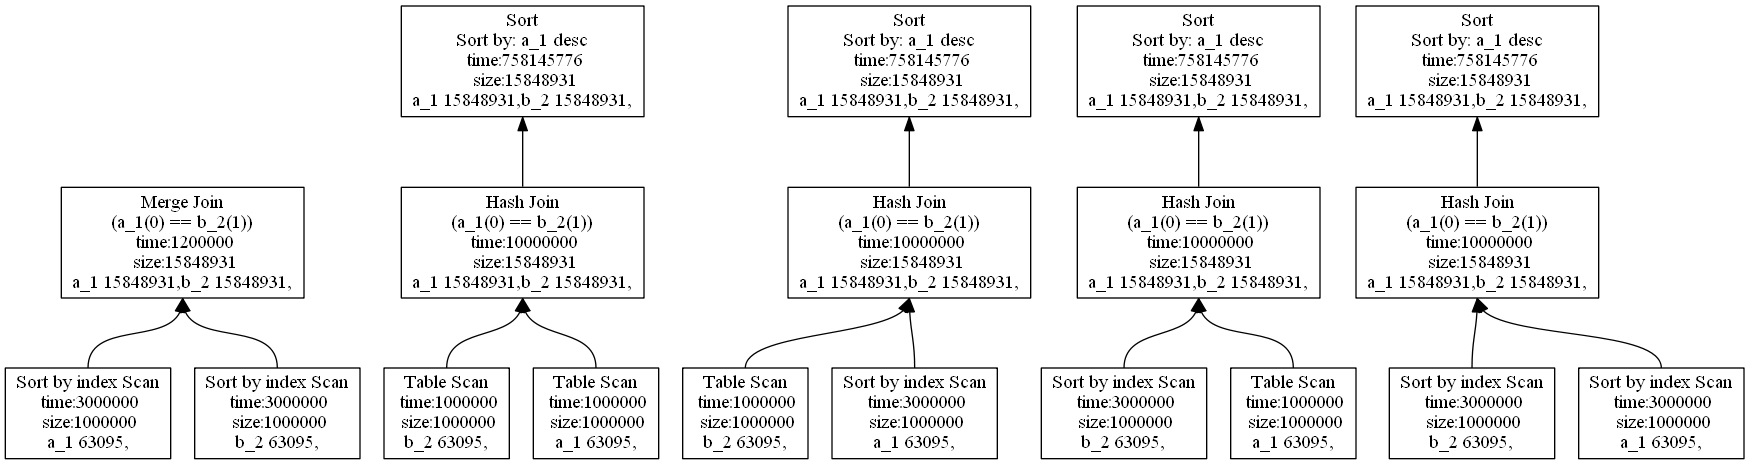 Sort
Sort by: a_1 desc
time:758145776
size:15848931
a_1 15848931,b_2 15848931,
Sort
Sort by: a_1 desc
time:758145776
size:15848931
a_1 15848931,b_2 15848931,
Sort
Sort by: a_1 desc
time:758145776
size:15848931
a_1 15848931,b_2 15848931,
Sort
Sort by: a_1 desc
time:758145776
size:15848931
a_1 15848931,b_2 15848931,
Merge Join
(a_1(0) == b_2(1))
time:1200000
size:15848931
a_1 15848931,b_2 15848931,
Hash Join
(a_1(0) == b_2(1))
time:10000000
size:15848931
a_1 15848931,b_2 15848931,
Hash Join
(a_1(0) == b_2(1))
time:10000000
size:15848931
a_1 15848931,b_2 15848931,
Hash Join
(a_1(0) == b_2(1))
time:10000000
size:15848931
a_1 15848931,b_2 15848931,
Hash Join
(a_1(0) == b_2(1))
time:10000000
size:15848931
a_1 15848931,b_2 15848931,
Sort by index Scan
time:3000000
size:1000000
a_1 63095,
Sort by index Scan
time:3000000
size:1000000
b_2 63095,
Table Scan
time:1000000
size:1000000
b_2 63095,
Table Scan
time:1000000
size:1000000
a_1 63095,
Table Scan
time:1000000
size:1000000
b_2 63095,
Sort by index Scan
time:3000000
size:1000000
a_1 63095,
Sort by index Scan
time:3000000
size:1000000
b_2 63095,
Table Scan
time:1000000
size:1000000
a_1 63095,
Sort by index Scan
time:3000000
size:1000000
b_2 63095,
Sort by index Scan
time:3000000
size:1000000
a_1 63095,